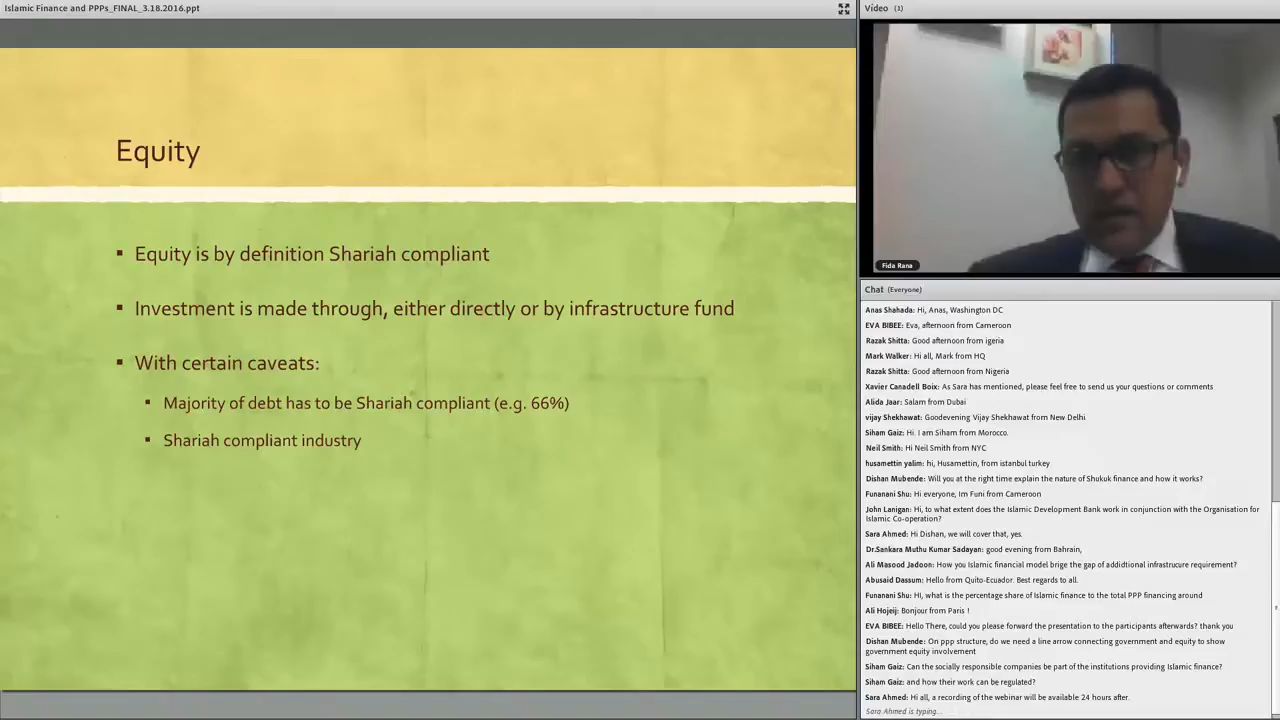 Islamic Finance and PPPs_FINAL_3.18.2016.ppt
Equity
▪ Equity is by definition Shariah compliant
▪ Investment is made through, either directly or by infrastructure fund
▪ With certain caveats:
▪ Majority of debt has to be Shariah compliant (e.g. 66%)
▪ Shariah compliant industry
Video (1)
Fida Rana
Chat (Everyone)
Anas Shahada: Hi, Anas, Washington DC
EVA BIBEE: Eva, afternoon from Cameroon
Razak Shitta: Good afternoon from igeria
Mark Walker: Hi all, Mark from HQ
Razak Shitta: Good afternoon from Nigeria
Xavier Canadell Boix: As Sara has mentioned, please feel free to send us your questions or comments
Alida Jaar: Salam from Dubai
vijay Shekhawat: Goodevening Vijay Shekhawat from New Delhi
Siham Gaiz: Hi. I am Siham from Morocco.
Neil Smith: Hi Neil Smith from NYC
husamettin yalim: hi, Husamettin, from istanbul turkey
Dishan Mubende: Will you at the right time explain the nature of Shukuk finance and how it works?
Funanani Shu: Hi everyone, Im Funi from Cameroon
John Lanigan: Hi, to what extent does the Islamic Development Bank work in conjunction with the Organisation for
Islamic Co-operation?
Sara Ahmed: Hi Dishan, we will cover that, yes.
Dr.Sankara Muthu Kumar Sadayan: good evening from Bahrain,
Ali Masood Jadoon: How you Islamic financial model brige the gap of addidtional infrastrucure requirement?
Abusaid Dassum: Hello from Quito-Ecuador. Best regards to all.
Funanani Shu: HI, what is the percentage share of Islamic finance to the total PPP financing around
Ali Hojeij: Bonjour from Paris !
EVA BIBEE: Hello There, could you please forward the presentation to the participants afterwards? thank you
Dishan Mubende: On ppp structure, do we need a line arrow connecting government and equity to show
government equity involvement
Siham Gaiz: Can the socially responsible companies be part of the institutions providing Islamic finance?
Siham Gaiz: and how their work can be regulated?
Sara Ahmed: Hi all, a recording of the webinar will be available 24 hours after.
Sara Ahmed is typing...